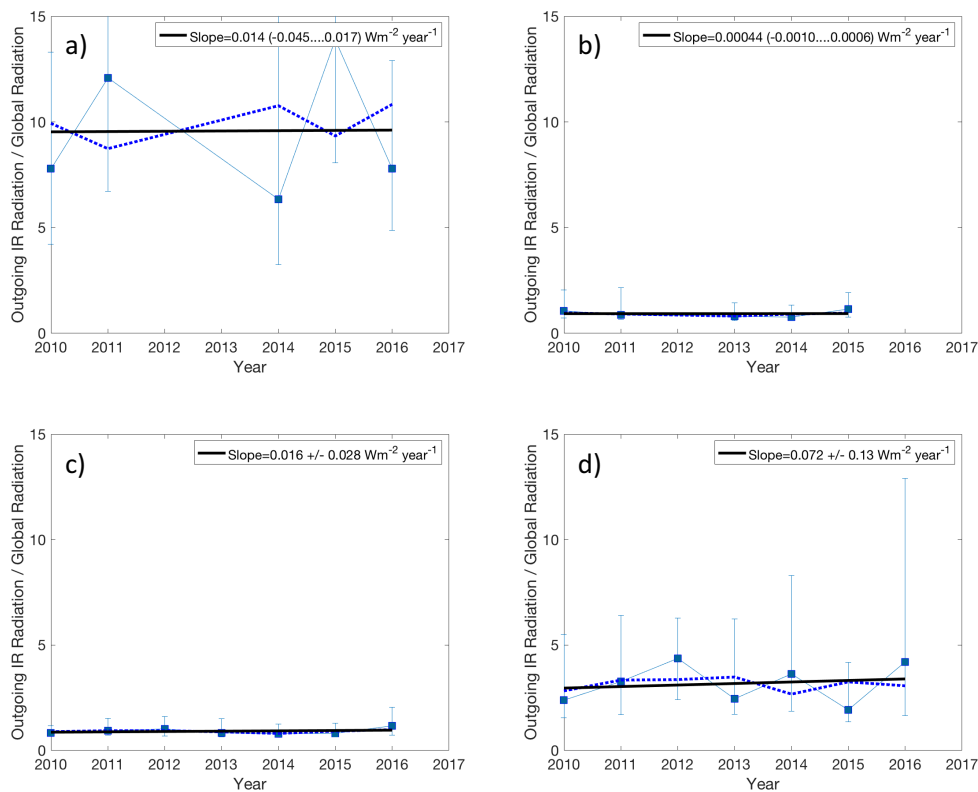 a)
Slope=0.014 (-0.045....0.017) Wm-2 year-1
Outgoing IR Radiation / Global Radiation
15
10
5
0
2010 2011 2012 2013 2014 2015 2016 2017
Year
b)
Slope=0.00044 (-0.0010....0.0006) Wm-2 year-1
Outgoing IR Radiation / Global Radiation
15
10
5
0
2010 2011 2012 2013 2014 2015 2016 2017
Year
c)
Slope=0.016 +/- 0.028 Wm-2 year-1
Outgoing IR Radiation / Global Radiation
15
10
5
0
2010 2011 2012 2013 2014 2015 2016 2017
Year
d)
Slope=0.072 +/- 0.13 Wm-2 year-1
Outgoing IR Radiation / Global Radiation
15
10
5
0
2010 2011 2012 2013 2014 2015 2016 2017
Year